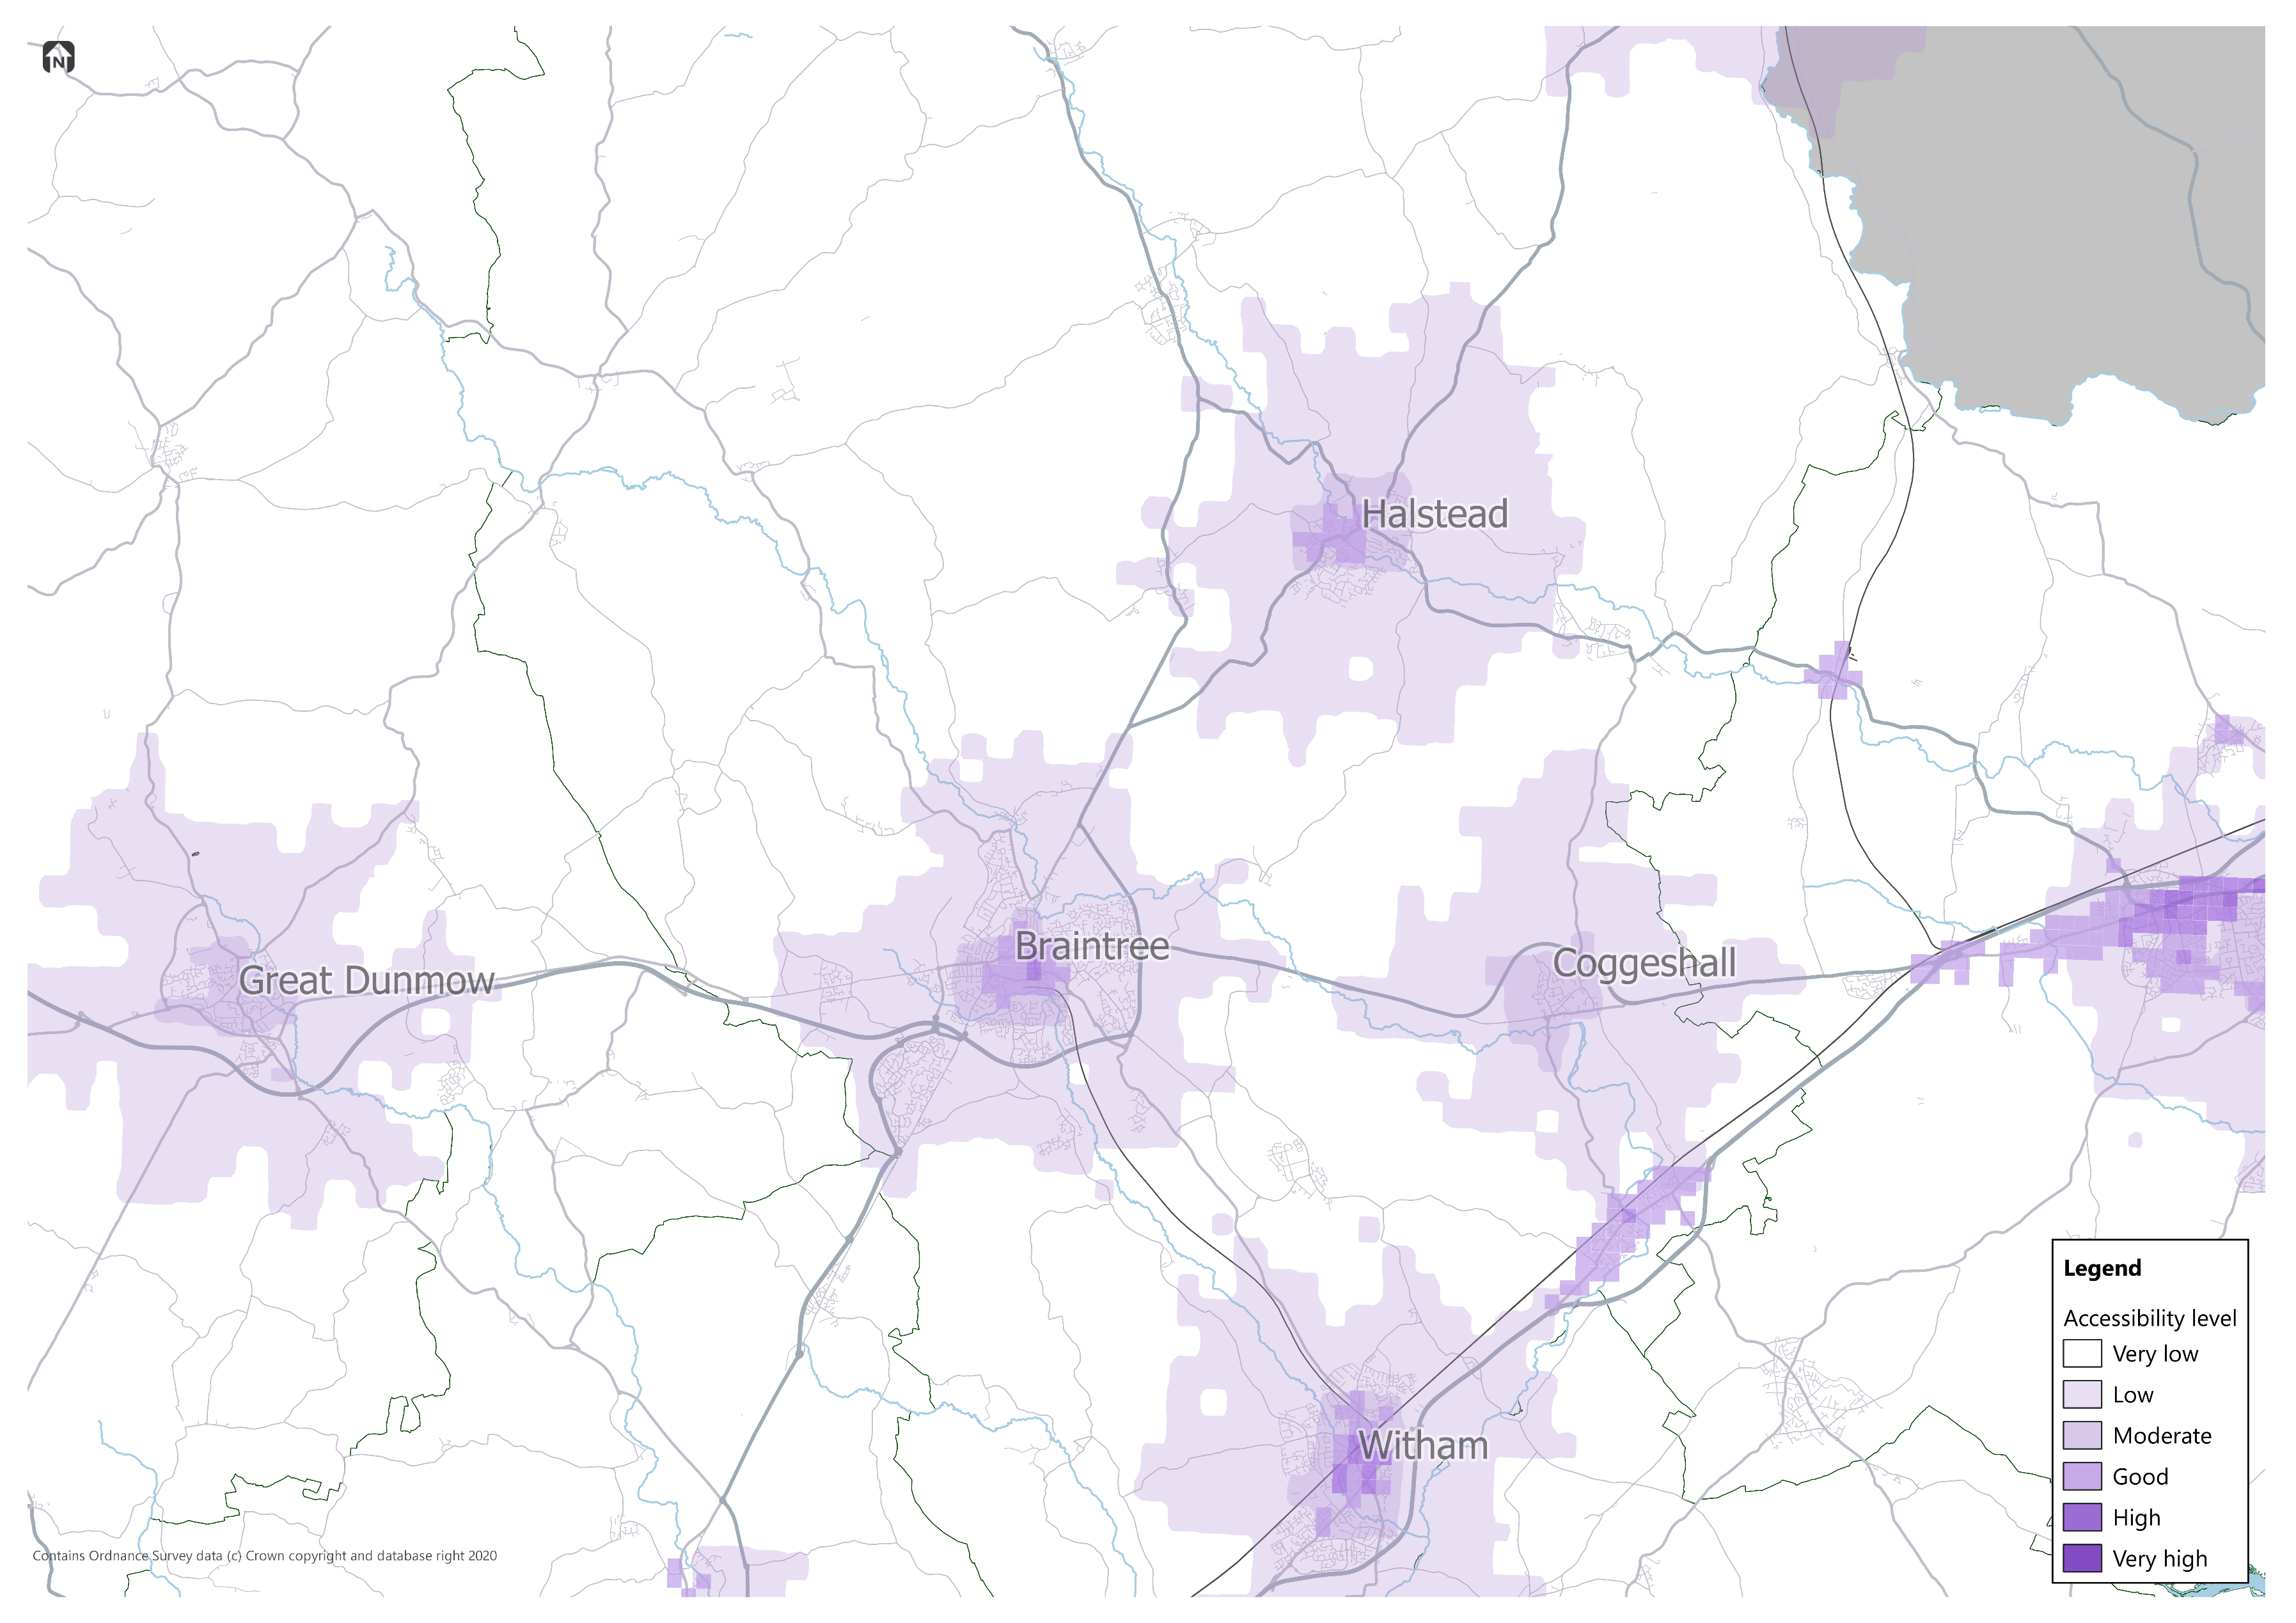 N
Halstead
Braintree
Coggeshall
Great Dunmow
Witham
Legend
Accessibility level
Very low
Low
Moderate
Good
High
Very high
Contains Ordnance Survey data (c) Crown copyright and database right 2020